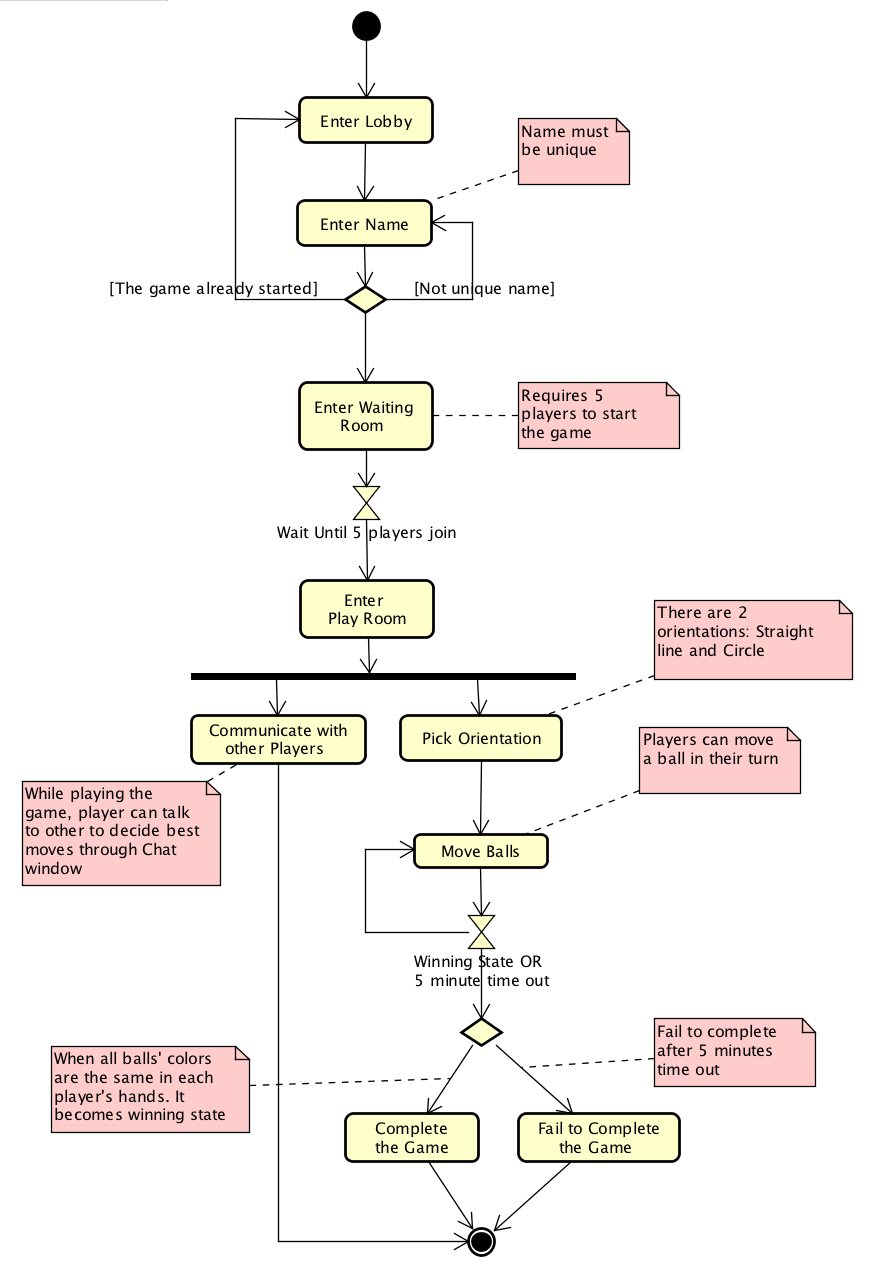 Enter Lobby
Name must
be unique
Enter Name
[The game already started]
[Not unique name]
Enter Waiting
Room
Requires 5
players to start
the game
Wait Until 5 players join
Enter
Play Room
There are 2
orientations: Straight
line and Circle
Communicate with
other Players
Pick Orientation
Players can move
a ball in their turn
While playing the
game, player can talk
to other to decide best
moves through Chat
window
Move Balls
Winning State OR
5 minute time out
Fail to complete
after 5 minutes
time out
When all balls' colors
are the same in each
player's hands. It
becomes winning state
Complete
the Game
Fail to Complete
the Game